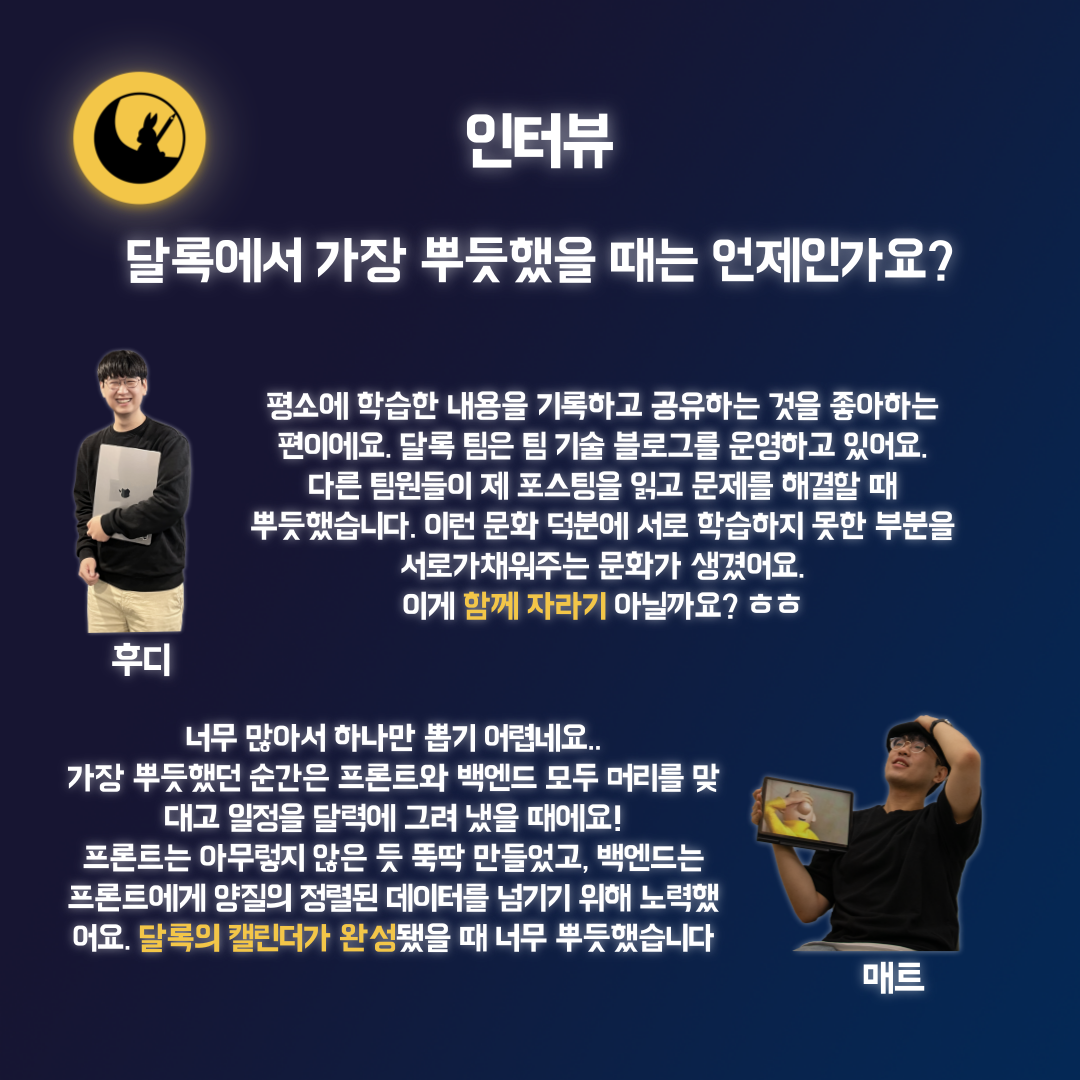 인터뷰
달록에서 가장 뿌듯했을 때는 언제인가요?
평소에 학습한 내용을 기록하고 공유하는 것을 좋아하는
편이에요. 달록 팀은 팀 기술 블로그를 운영하고 있어요.
다른 팀원들이 제 포스팅을 읽고 문제를 해결할 때
뿌듯했습니다. 이런 문화 덕분에 서로 학습하지 못한 부분을
서로가채워주는 문화가 생겼어요.
이게 함께 자라기 아닐까요? ㅎㅎ
후디
너무 많아서 하나만 뽑기 어렵네요..
가장 뿌듯했던 순간은 프론트와 백엔드 모두 머리를 맞
대고 일정을 달력에 그려 냈을 때에요!
프론트는 아무렇지 않은 듯 뚝딱 만들었고, 백엔드는
프론트에게 양질의 정렬된 데이터를 넘기기 위해 노력했
어요. 달록의 캘린더가 완성됐을 때 너무 뿌듯했습니다
매트